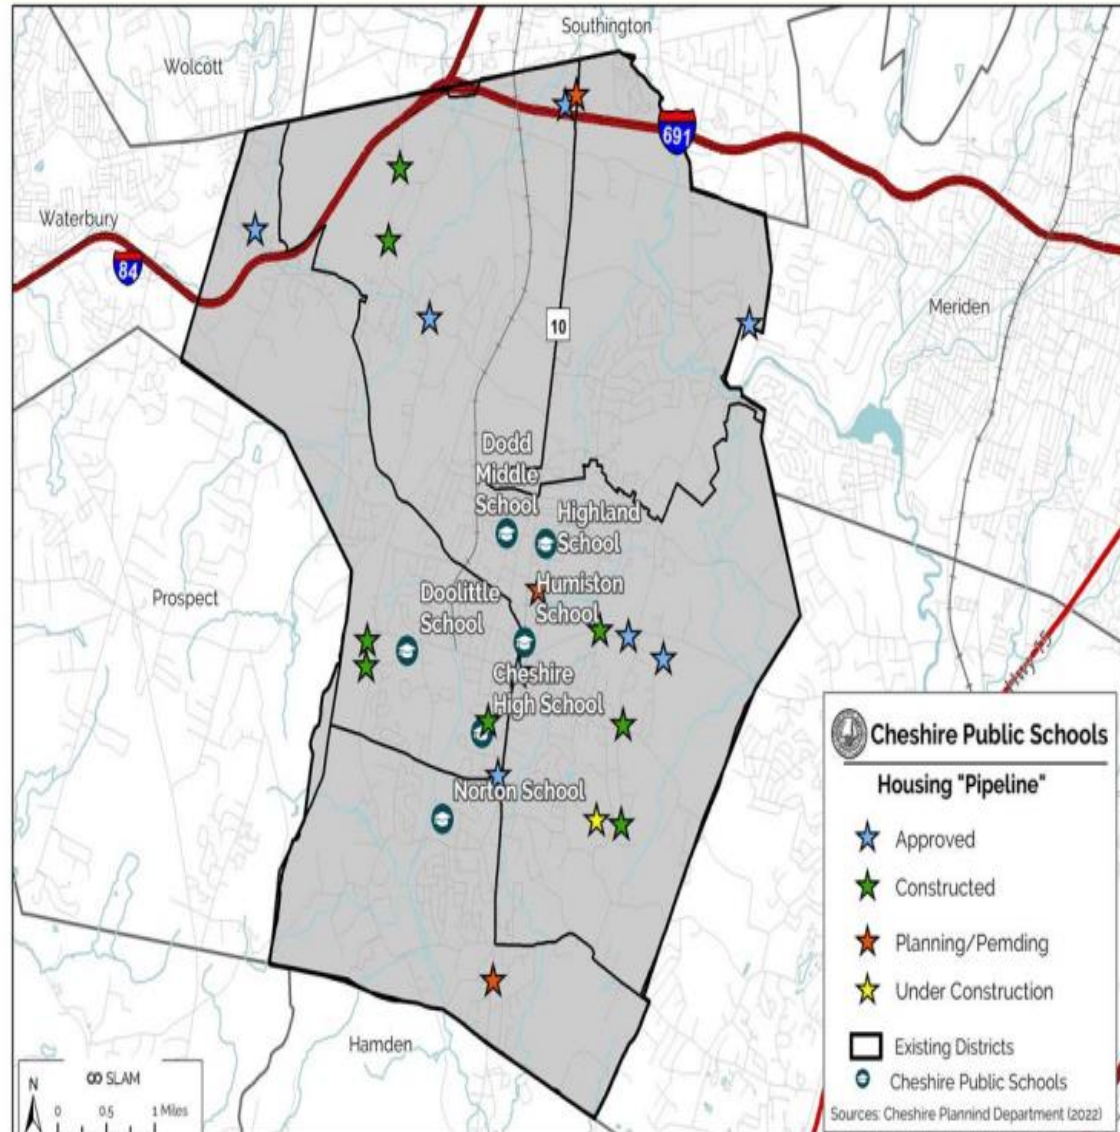 Southington
Wolcott
691
Waterbury
84
Meriden
10
Dodd
Middle
School
Highland
School
Prospect
Doolittle
School
Humiston
School
Cheshire
High School
Norton School
Hwy 15
Hamden
Cheshire Public Schools
Housing "Pipeline"
Approved
Constructed
Planning/Pemding
Under Construction
Existing Districts
Cheshire Public Schools
Sources: Cheshire Plannind Department (2022)
SLAM
N
0 0.5 1 Miles